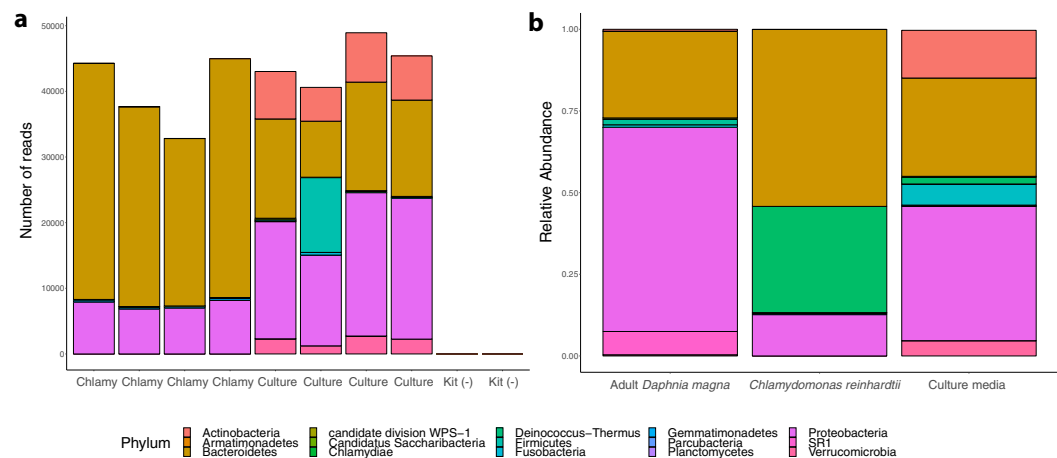 a
Number of reads
50000
40000
30000
20000
10000
0
Chlamy Chlamy Chlamy Chlamy Culture Culture Culture Culture Kit (-) Kit (-)
b
Relative Abundance
1.00
0.75
0.50
0.25
0.00
Adult Daphnia magna Chlamydomonas reinhardtii Culture media
Phylum
Actinobacteria candidate division WPS−1 Deinococcus−Thermus Gemmatimonadetes Proteobacteria
Armatimonadetes Candidatus Saccharibacteria Firmicutes Parcubacteria SR1
Bacteroidetes Chlamydiae Fusobacteria Planctomycetes Verrucomicrobia